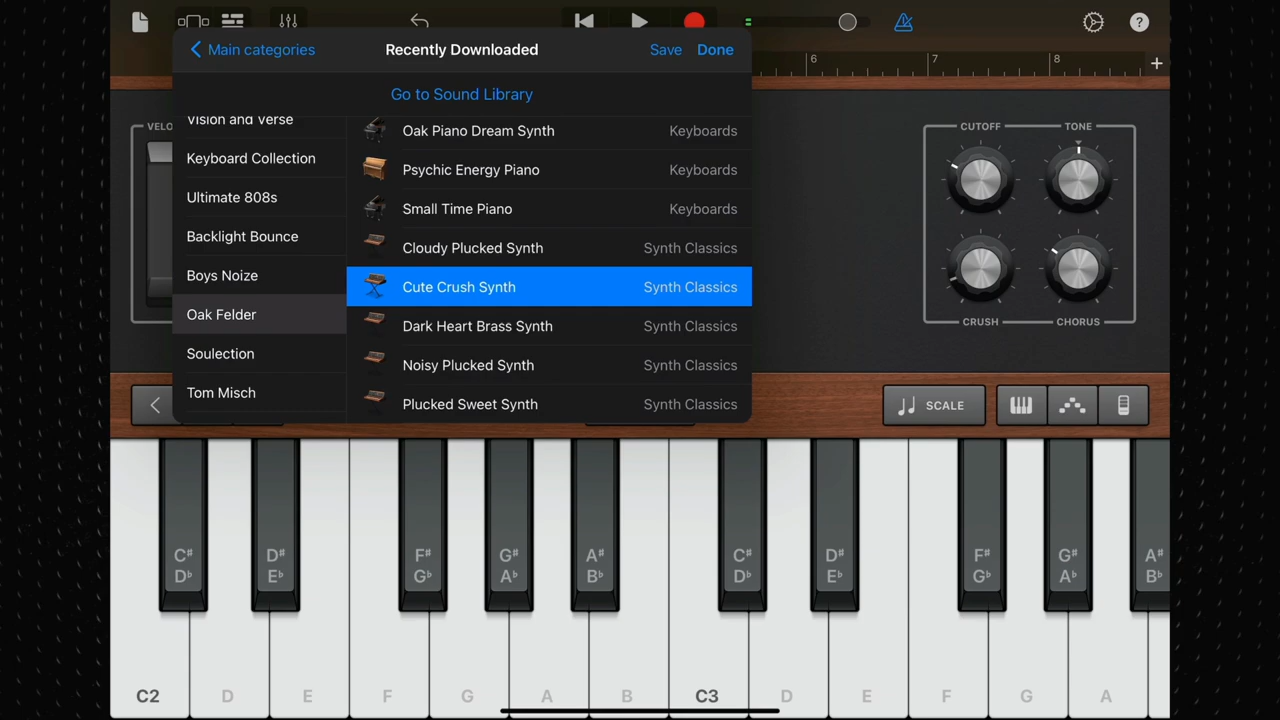 Main categories Recently Downloaded Save Done
6 7 8
Go to Sound Library
Vision and Verse
Keyboard Collection
Ultimate 808s
Backlight Bounce
Boys Noize
Oak Felder
Soulection
Tom Misch
Oak Piano Dream Synth Keyboards
Psychic Energy Piano Keyboards
Small Time Piano Keyboards
Cloudy Plucked Synth Synth Classics
Cute Crush Synth Synth Classics
Dark Heart Brass Synth Synth Classics
Noisy Plucked Synth Synth Classics
Plucked Sweet Synth Synth Classics
VELO
CUTOFF TONE
CRUSH CHORUS
SCALE
C# D# F# G# A# C# D# F# G# A#
D♭ E♭ G♭ A♭ B♭ D♭ E♭ G♭ A♭ B♭
C2 D E F G A B C3 D E F G A